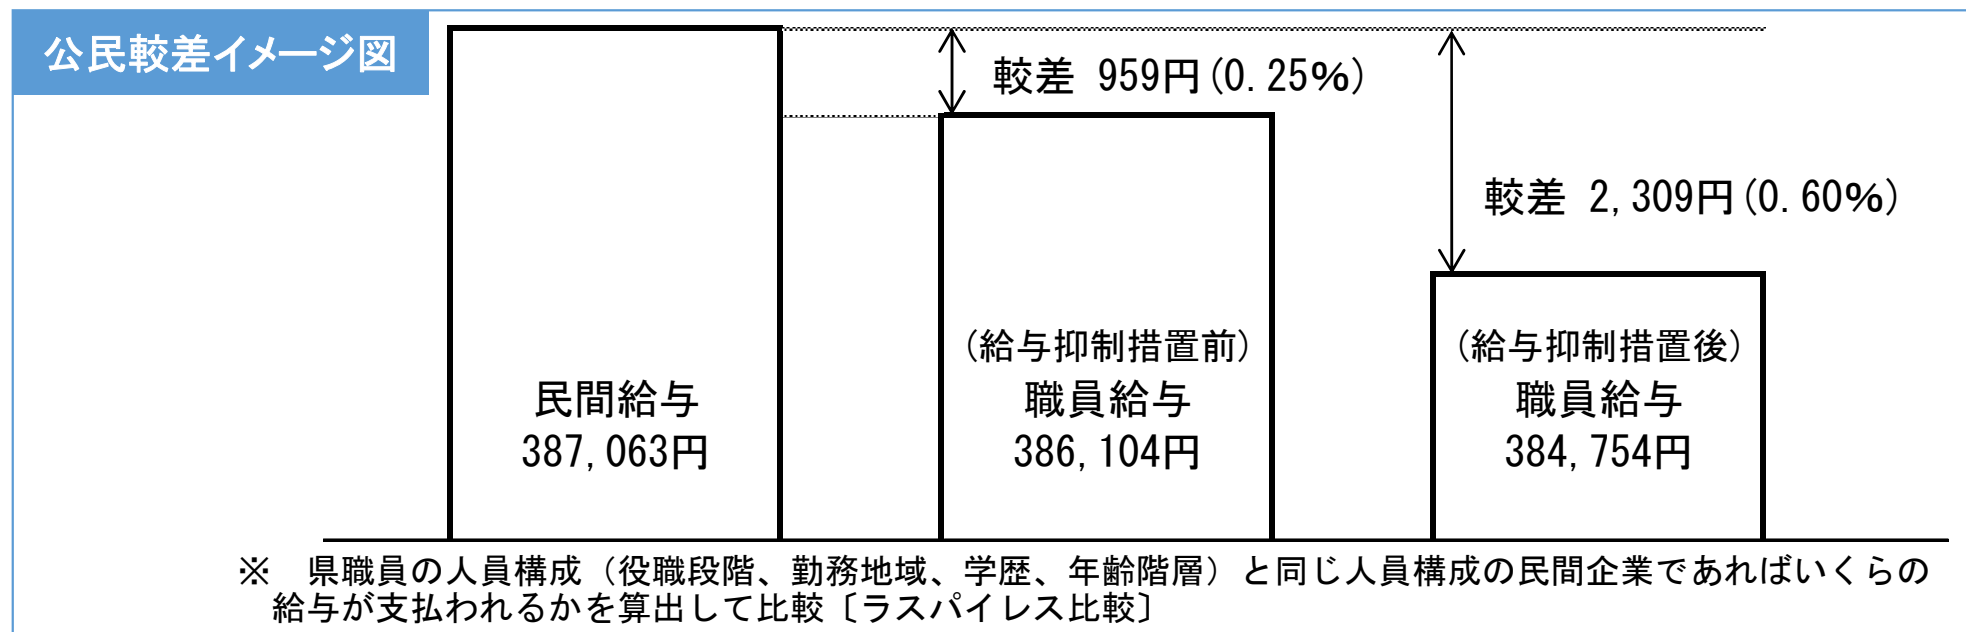 公民較差イメージ図
較差 959円(0.25%)
較差 2,309円(0.60%)
民間給与
387,063円
(給与抑制措置前)
職員給与
386,104円
(給与抑制措置後)
職員給与
384,754円
※ 県職員の人員構成（役職段階、勤務地域、学歴、年齢階層）と同じ人員構成の民間企業であればいくらの
給与が支払われるかを算出して比較〔ラスパイレス比較〕